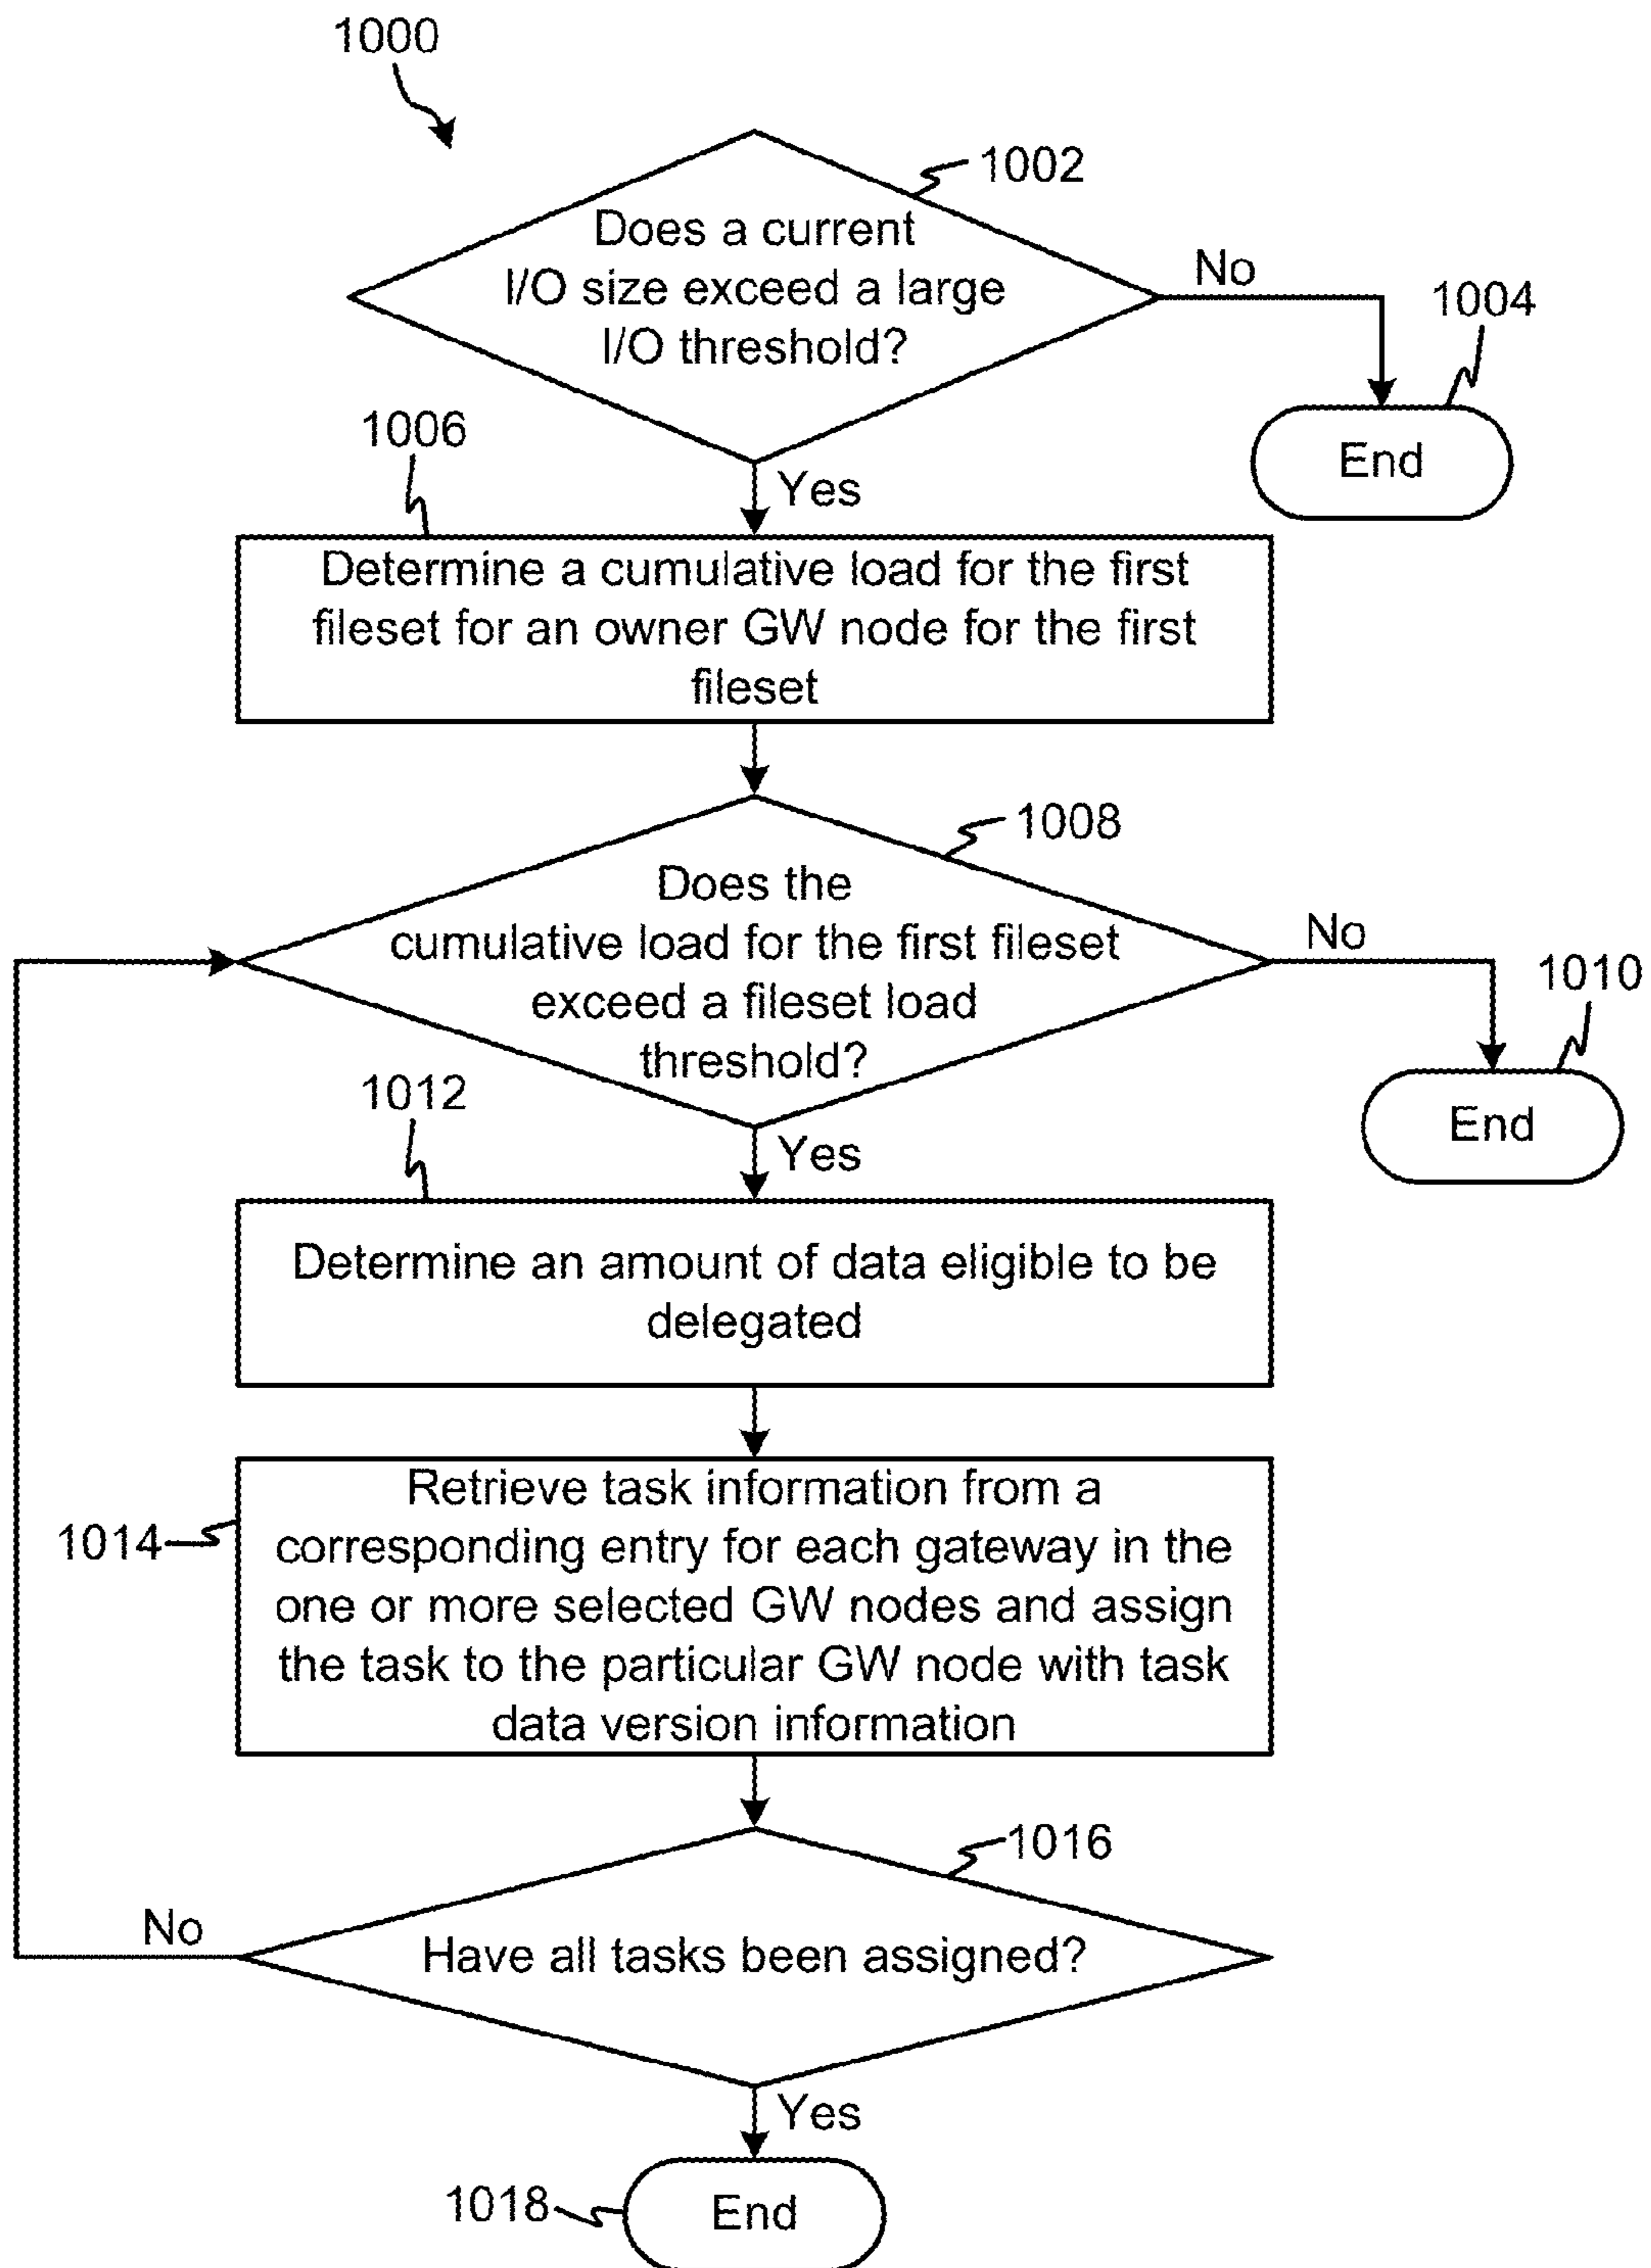 1000
1002
Does a current
I/O size exceed a large
I/O threshold?
No
1004
End
1006
Yes
Determine a cumulative load for the first
fileset for an owner GW node for the first
fileset
1008
Does the
cumulative load for the first fileset
exceed a fileset load
threshold?
No
1010
End
1012
Yes
Determine an amount of data eligible to be
delegated
1014
Retrieve task information from a
corresponding entry for each gateway in the
one or more selected GW nodes and assign
the task to the particular GW node with task
data version information
1016
No
Have all tasks been assigned?
Yes
1018
End